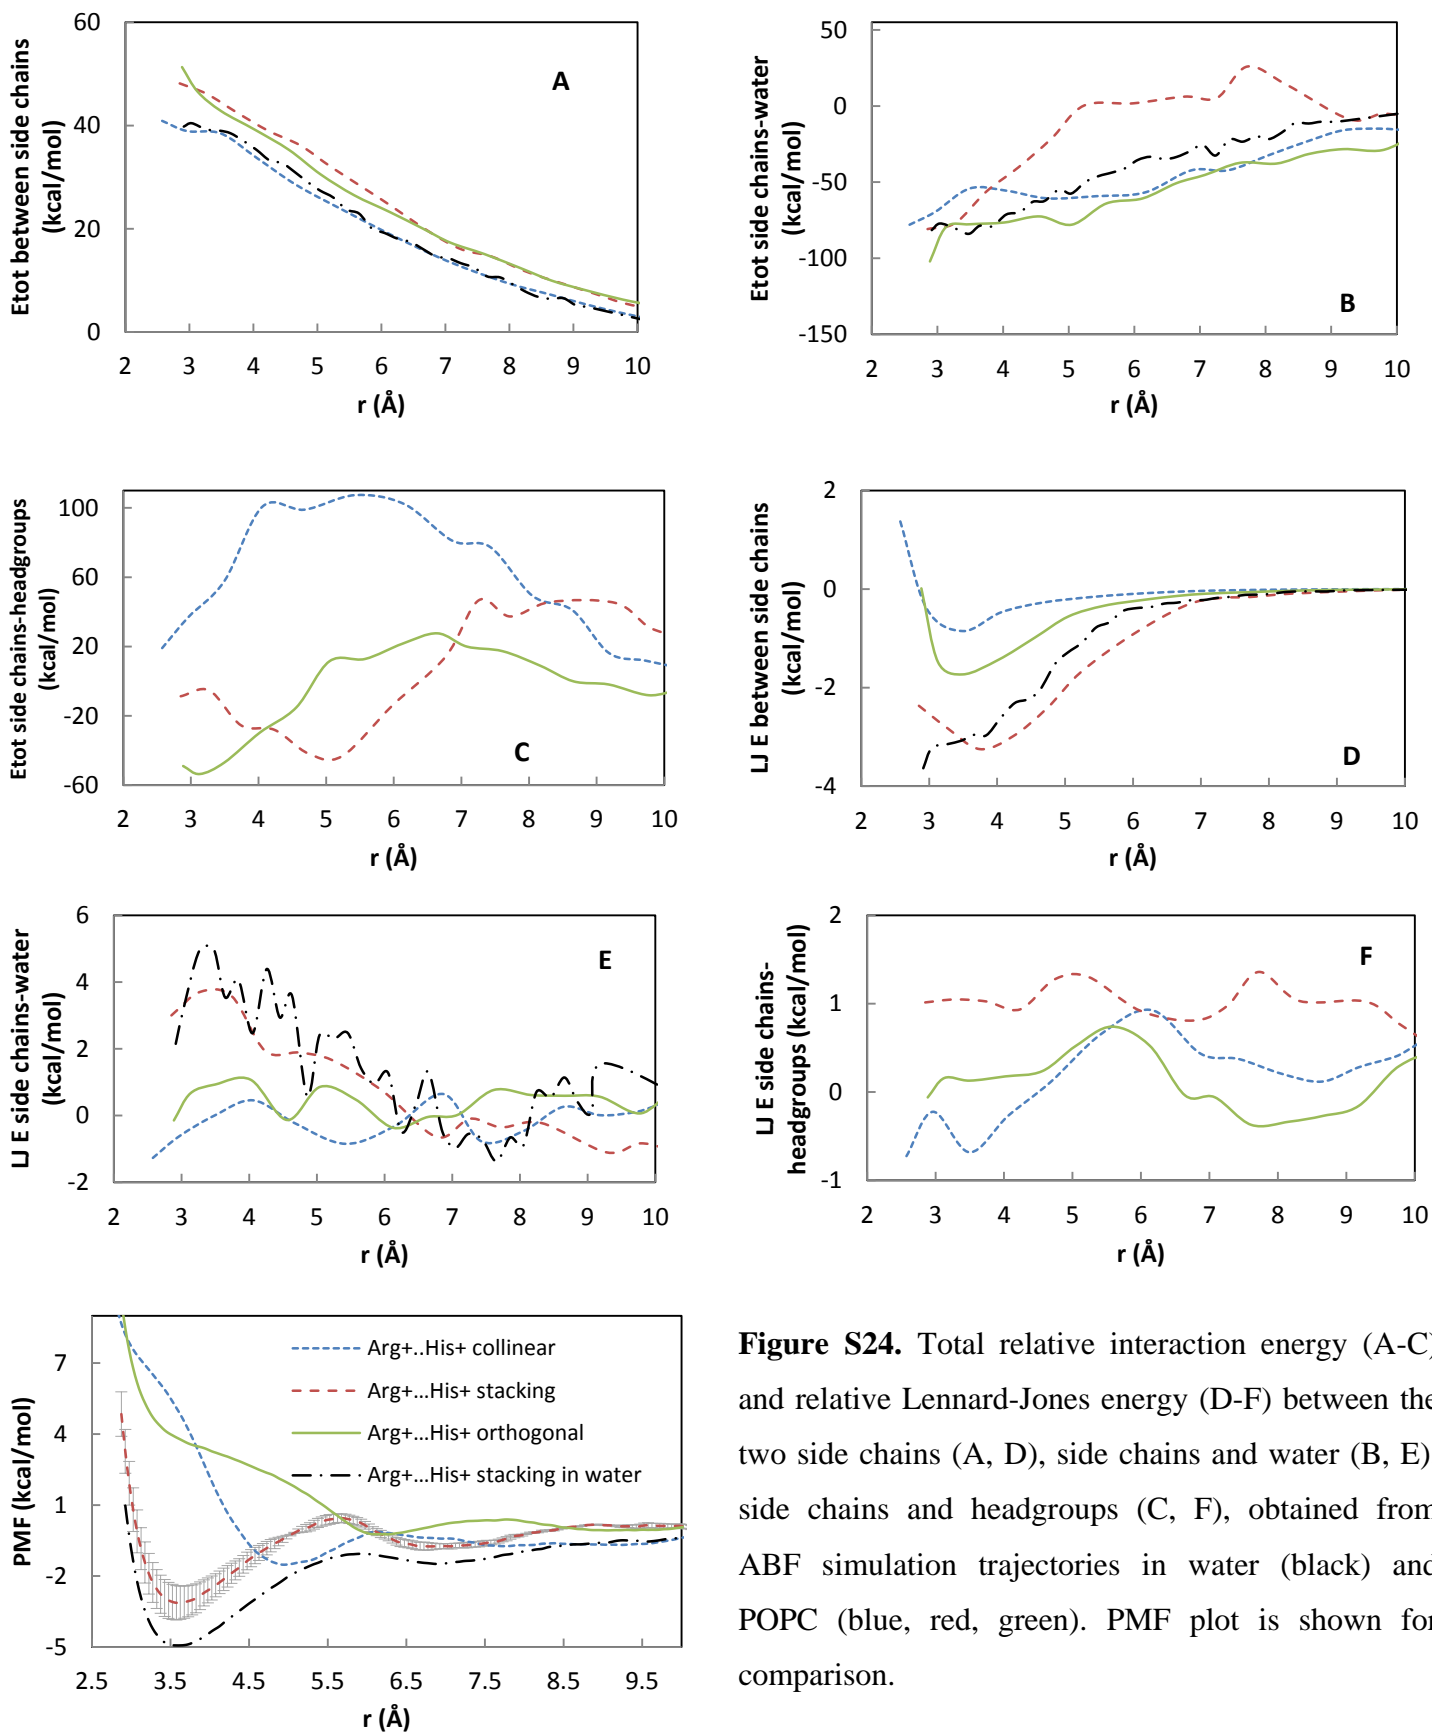 60
40
20
0
2 3 4 5 6 7 8 9 10
Etot between side chains
(kcal/mol)
r (Å)
A
50
0
-50
-100
-150
2 3 4 5 6 7 8 9 10
Etot side chains-water
(kcal/mol)
r (Å)
B
100
60
20
-20
-60
2 3 4 5 6 7 8 9 10
Etot side chains-headgroups
(kcal/mol)
r (Å)
C
2
0
-2
-4
2 3 4 5 6 7 8 9 10
LJ E between side chains
(kcal/mol)
r (Å)
D
6
4
2
0
-2
2 3 4 5 6 7 8 9 10
LJ E side chains-water
(kcal/mol)
r (Å)
E
2
1
0
-1
2 3 4 5 6 7 8 9 10
LJ E side chains-
headgroups (kcal/mol)
r (Å)
F
7
4
1
-2
-5
2.5 3.5 4.5 5.5 6.5 7.5 8.5 9.5
PMF (kcal/mol)
r (Å)
Arg+..His+ collinear
Arg+...His+ stacking
Arg+...His+ orthogonal
Arg+...His+ stacking in water
Figure S24. Total relative interaction energy (A-C)
and relative Lennard-Jones energy (D-F) between the
two side chains (A, D), side chains and water (B, E)
side chains and headgroups (C, F), obtained from
ABF simulation trajectories in water (black) and
POPC (blue, red, green). PMF plot is shown for
comparison.